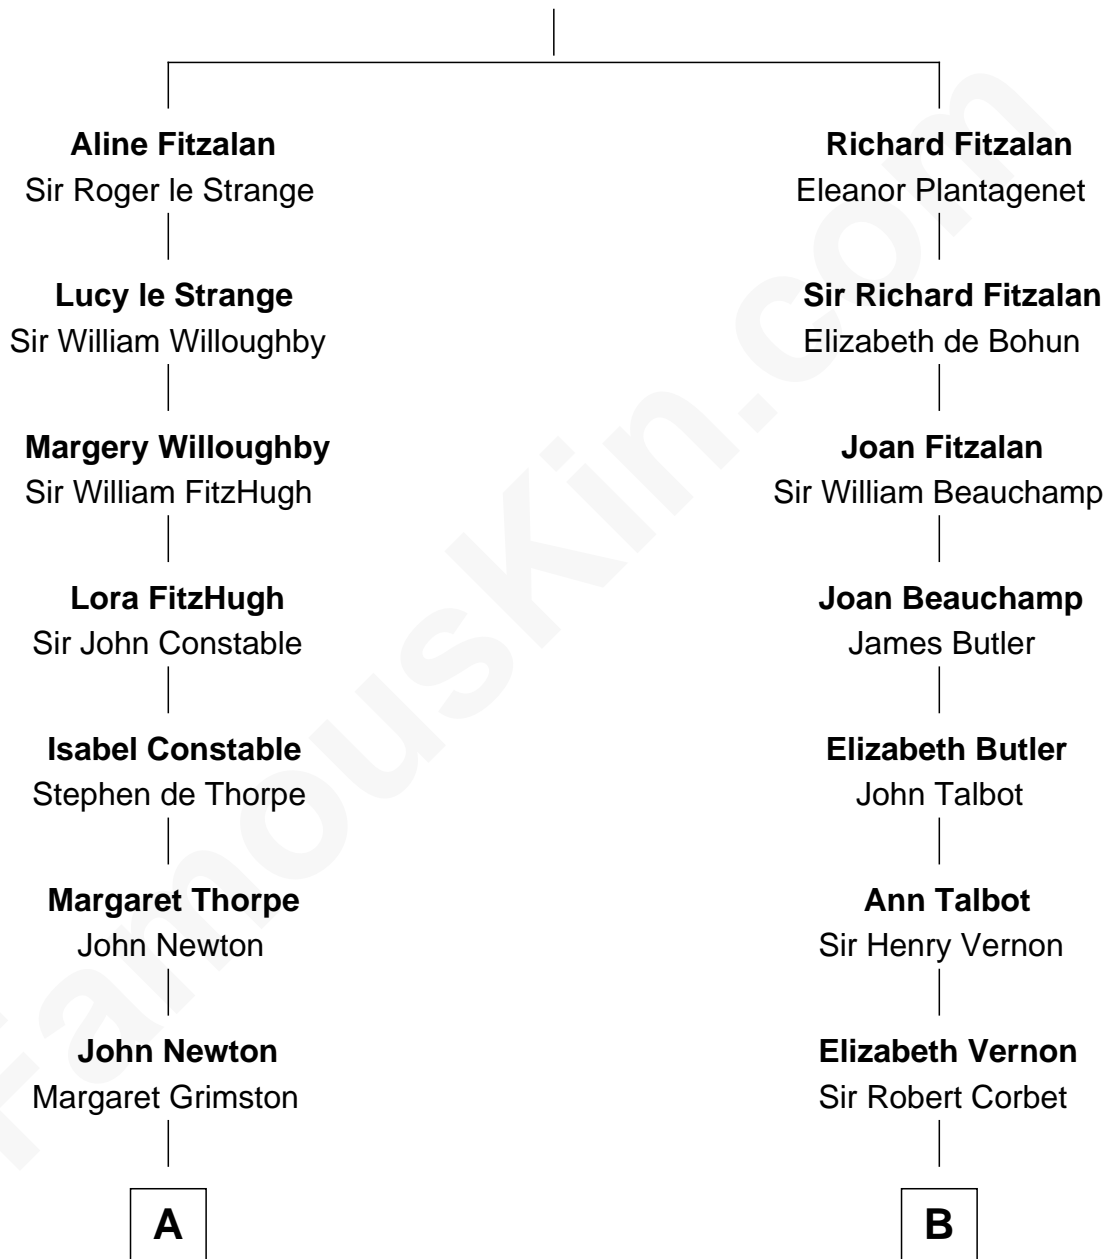 Aline Fitzalan
Sir Roger le Strange
Lucy le Strange
Sir William Willoughby
Margery Willoughby
Sir William FitzHugh
Lora FitzHugh
Sir John Constable
Isabel Constable
Stephen de Thorpe
Margaret Thorpe
John Newton
John Newton
Margaret Grimston
A
Richard Fitzalan
Eleanor Plantagenet
Sir Richard Fitzalan
Elizabeth de Bohun
Joan Fitzalan
Sir William Beauchamp
Joan Beauchamp
James Butler
Elizabeth Butler
John Talbot
Ann Talbot
Sir Henry Vernon
Elizabeth Vernon
Sir Robert Corbet
B
FamousKin.com